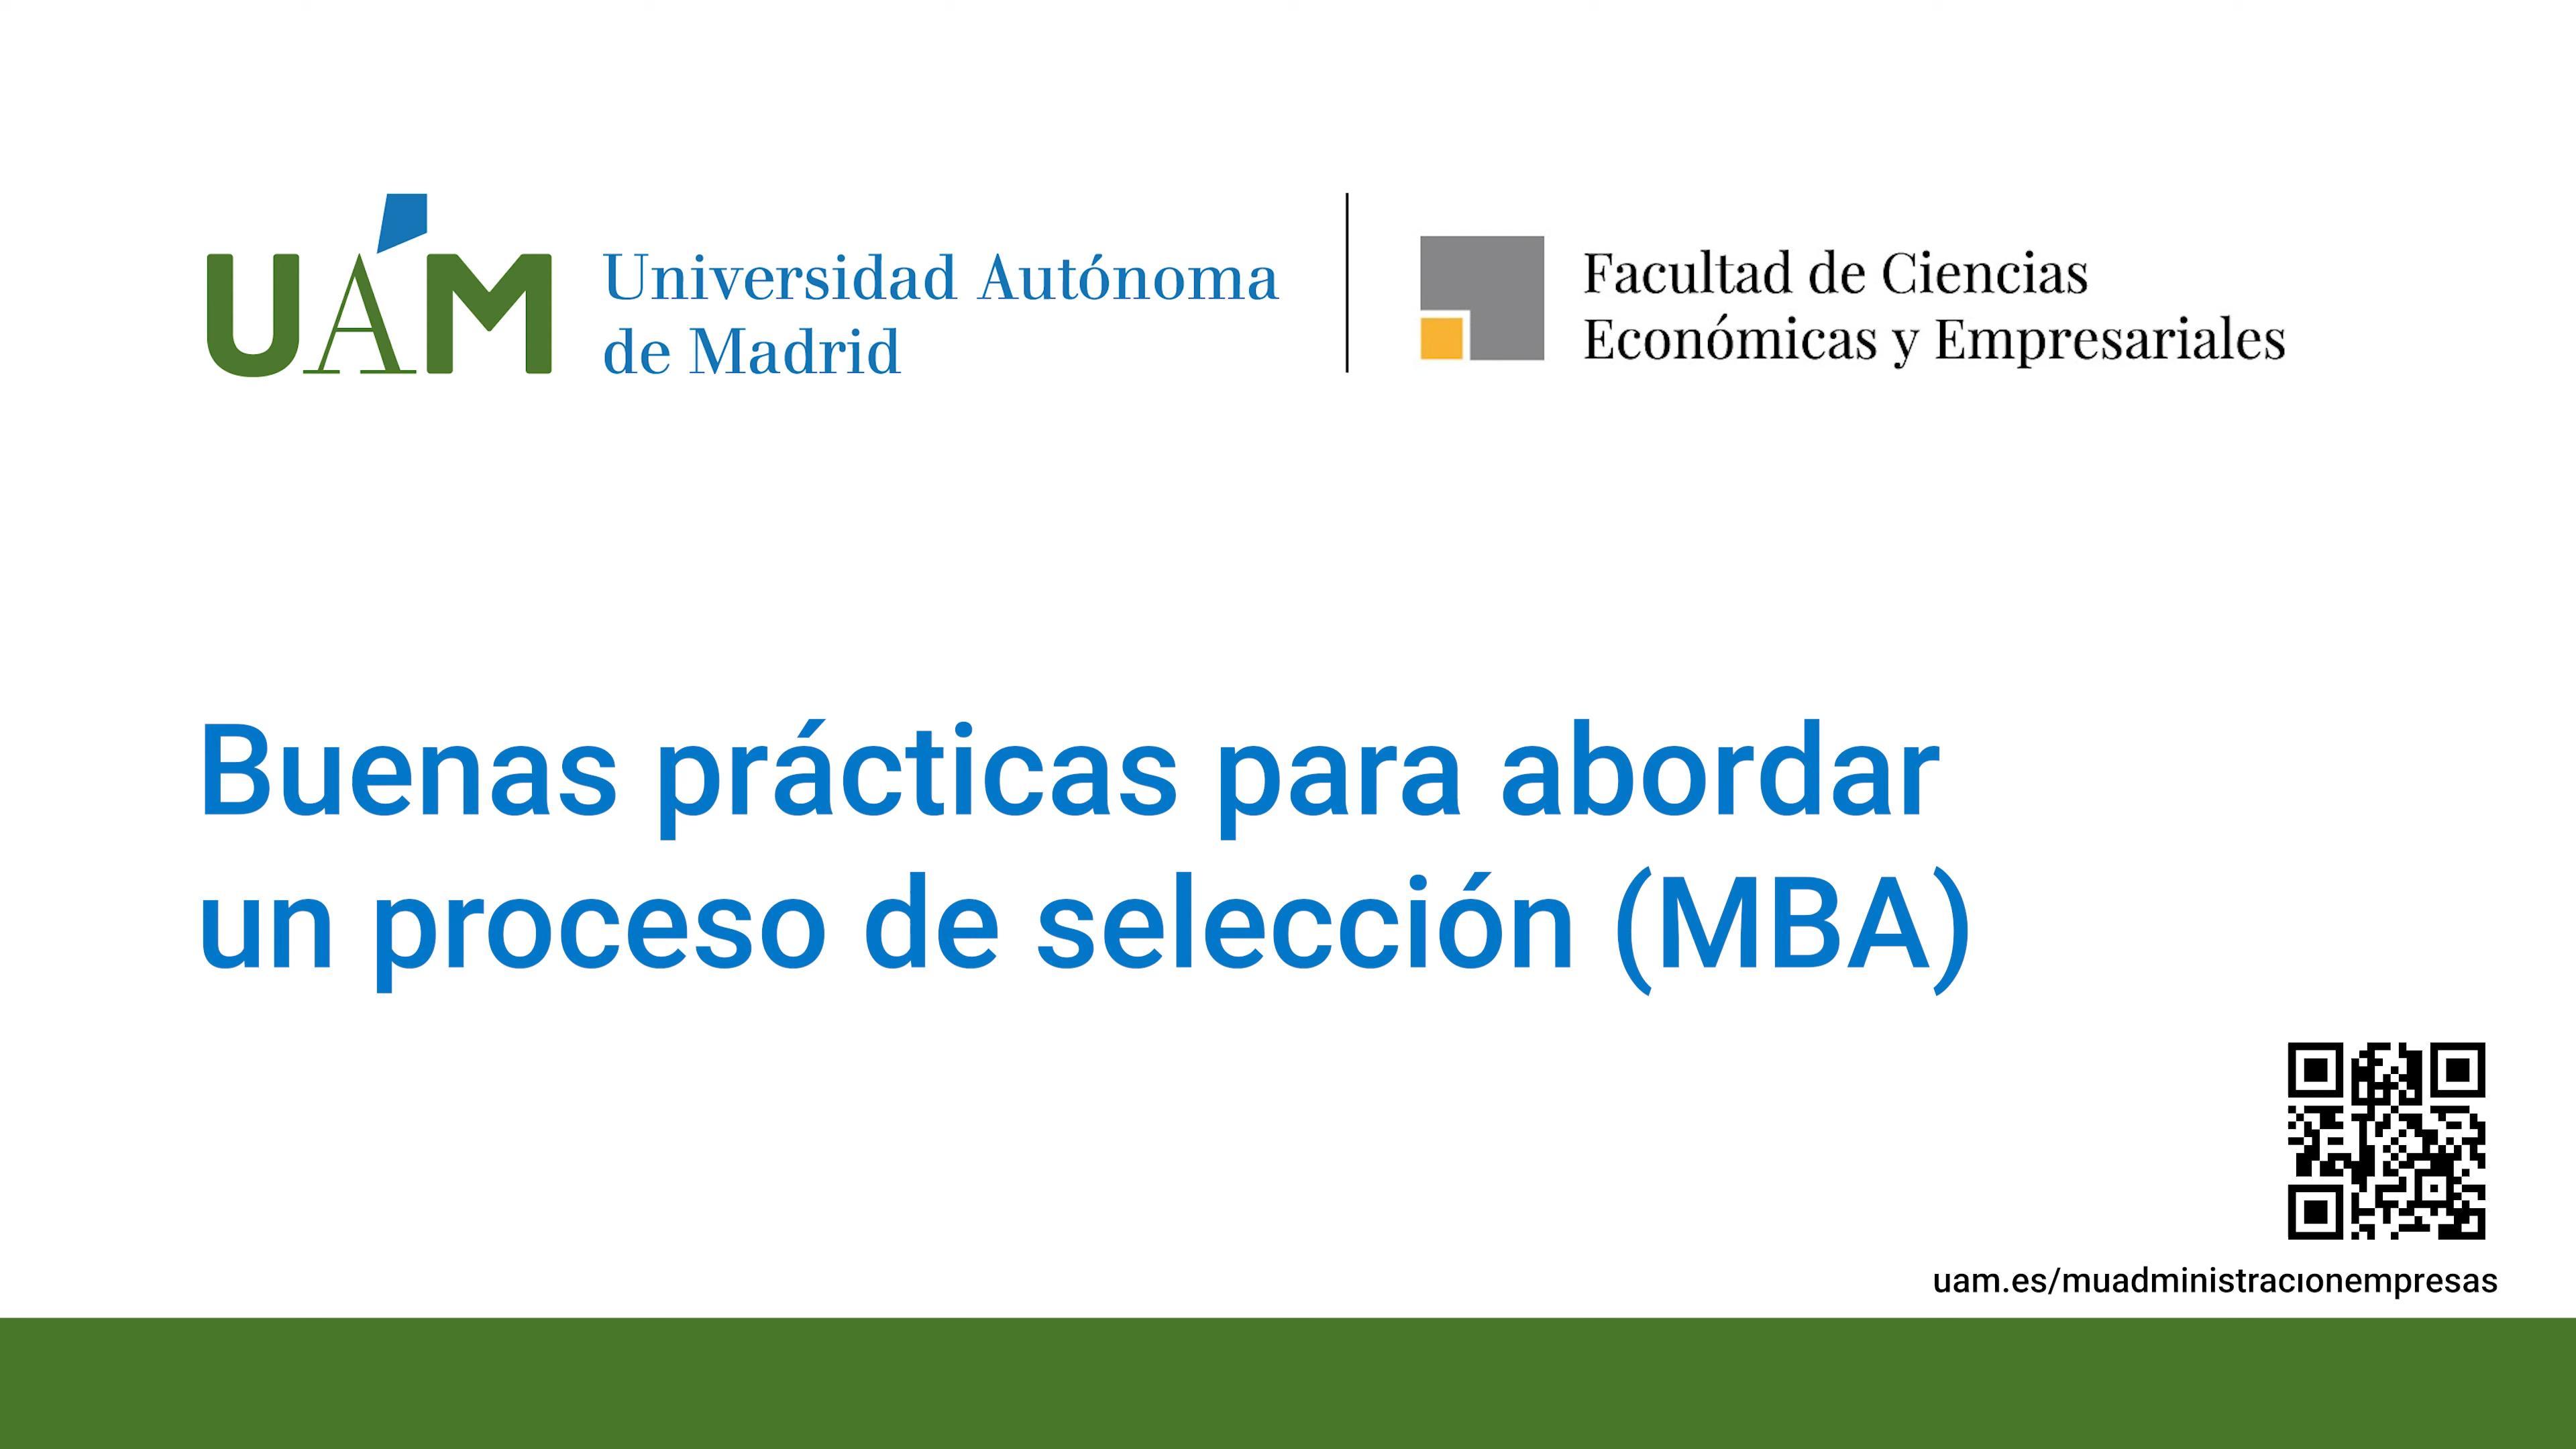 UAM
Universidad Autónoma
de Madrid
Facultad de Ciencias
Económicas y Empresariales
Buenas prácticas para abordar
un proceso de selección (MBA)
uam.es/muadministracıonempresas